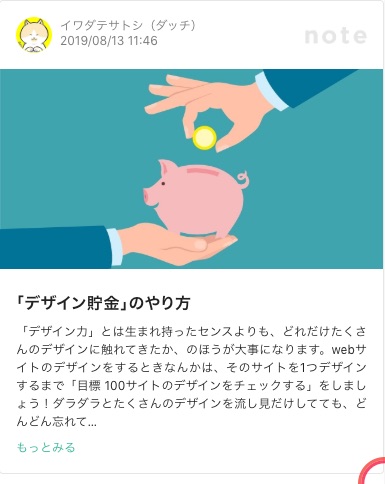 イワダテサトシ（ダッチ）
2019/08/13 11:46
note
「デザイン貯金」のやり方
「デザイン力」とは生まれ持ったセンスよりも、どれだけたくさ
んのデザインに触れてきたか、のほうが大事になります。webサ
イトのデザインをするときなんかは、そのサイトを1つデザイン
するまで「目標 100サイトのデザインをチェックする」をしまし
ょう！ダラダラとたくさんのデザインを流し見だけしてても、ど
んどん忘れて...
もっとみる